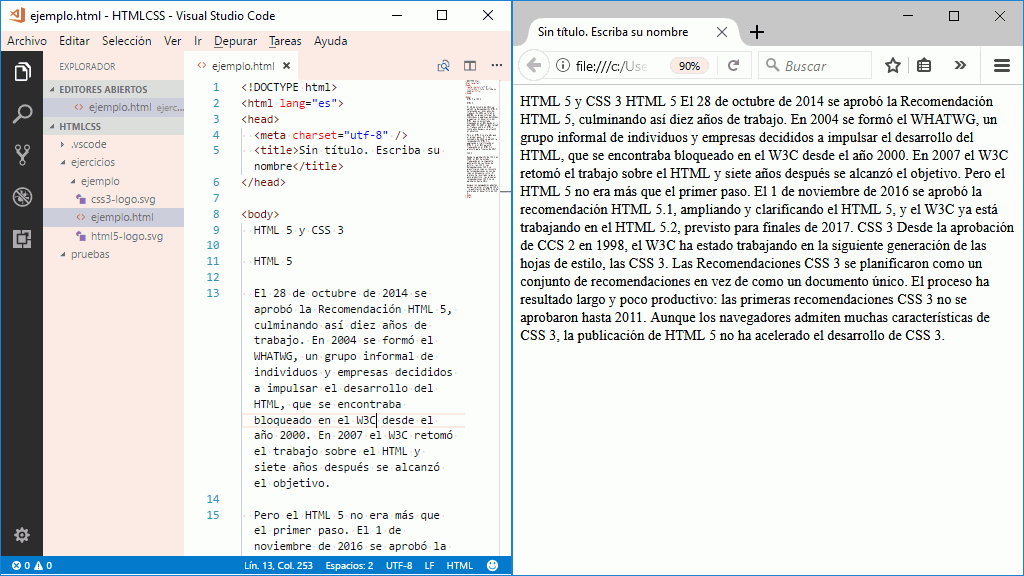 ejemplo.html - HTMLCSS - Visual Studio Code
Archivo Editar Selección Ver Ir Depurar Tareas Ayuda
EXPLORADOR
EDITORES ABIERTOS
ejemplo.html ejerc...
HTMLCSS
.vscode
ejercicios
ejemplo
css3-logo.svg
ejemplo.html
html5-logo.svg
pruebas
ejemplo.html
1 <!DOCTYPE html>
2 <html lang="es">
3 <head>
4 <meta charset="utf-8" />
5 <title>Sin título. Escriba su
nombre</title>
6 </head>
7
8 <body>
9 HTML 5 y CSS 3
10
11 HTML 5
12
13 El 28 de octubre de 2014 se
aprobó la Recomendación HTML 5,
culminando así diez años de
trabajo. En 2004 se formó el
WHATWG, un grupo informal de
individuos y empresas decididos
a impulsar el desarrollo del
HTML, que se encontraba
bloqueado en el W3C desde el
año 2000. En 2007 el W3C retomó
el trabajo sobre el HTML y
siete años después se alcanzó
el objetivo.
14
15 Pero el HTML 5 no era más que
el primer paso. El 1 de
noviembre de 2016 se aprobó la
0 0
Lín. 13, Col. 253 Espacios: 2 UTF-8 LF HTML
Sin título. Escriba su nombre
file:///c:/Use
90%
Buscar
HTML 5 y CSS 3 HTML 5 El 28 de octubre de 2014 se aprobó la Recomendación
HTML 5, culminando así diez años de trabajo. En 2004 se formó el WHATWG, un
grupo informal de individuos y empresas decididos a impulsar el desarrollo del
HTML, que se encontraba bloqueado en el W3C desde el año 2000. En 2007 el W3C
retomó el trabajo sobre el HTML y siete años después se alcanzó el objetivo. Pero el
HTML 5 no era más que el primer paso. El 1 de noviembre de 2016 se aprobó la
recomendación HTML 5.1, ampliando y clarificando el HTML 5, y el W3C ya está
trabajando en el HTML 5.2, previsto para finales de 2017. CSS 3 Desde la aprobación
de CCS 2 en 1998, el W3C ha estado trabajando en la siguiente generación de las
hojas de estilo, las CSS 3. Las Recomendaciones CSS 3 se planificaron como un
conjunto de recomendaciones en vez de como un documento único. El proceso ha
resultado largo y poco productivo: las primeras recomendaciones CSS 3 no se
aprobaron hasta 2011. Aunque los navegadores admiten muchas características de
CSS 3, la publicación de HTML 5 no ha acelerado el desarrollo de CSS 3.